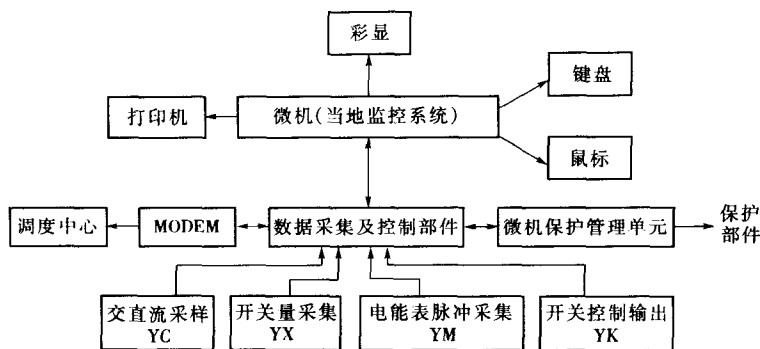 彩显
键盘
打印机
微机(当地监控系统)
鼠标
调度中心
MODEM
数据采集及控制部件
微机保护管理单元
保护
部件
交直流采样
YC
开关量采集
YX
电能表脉冲采集
YM
开关控制输出
YK